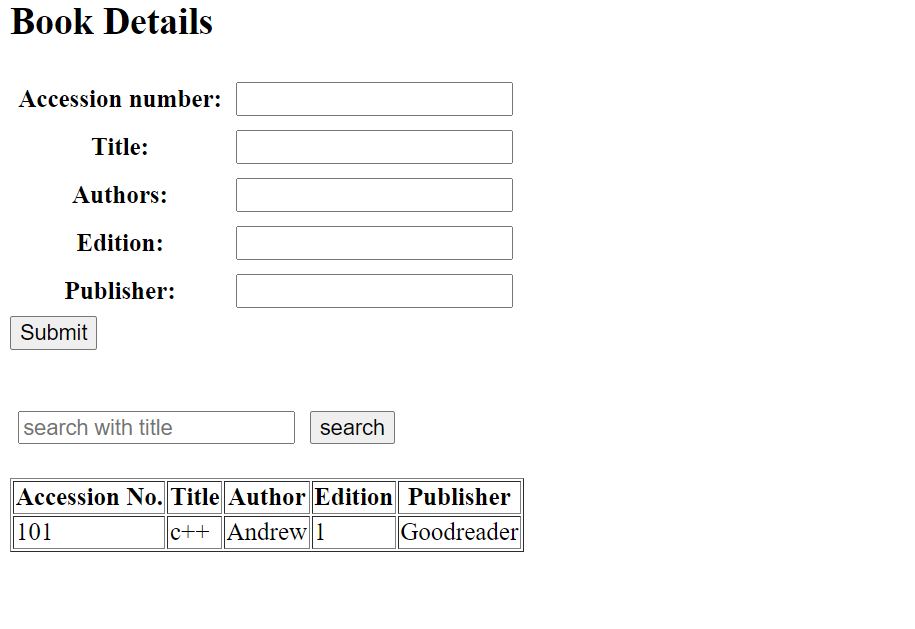 Book Details
Accession number:
Title:
Authors:
Edition:
Publisher:
Submit
search with title search
Accession No. Title Author Edition Publisher
101 c++ Andrew 1 Goodreader